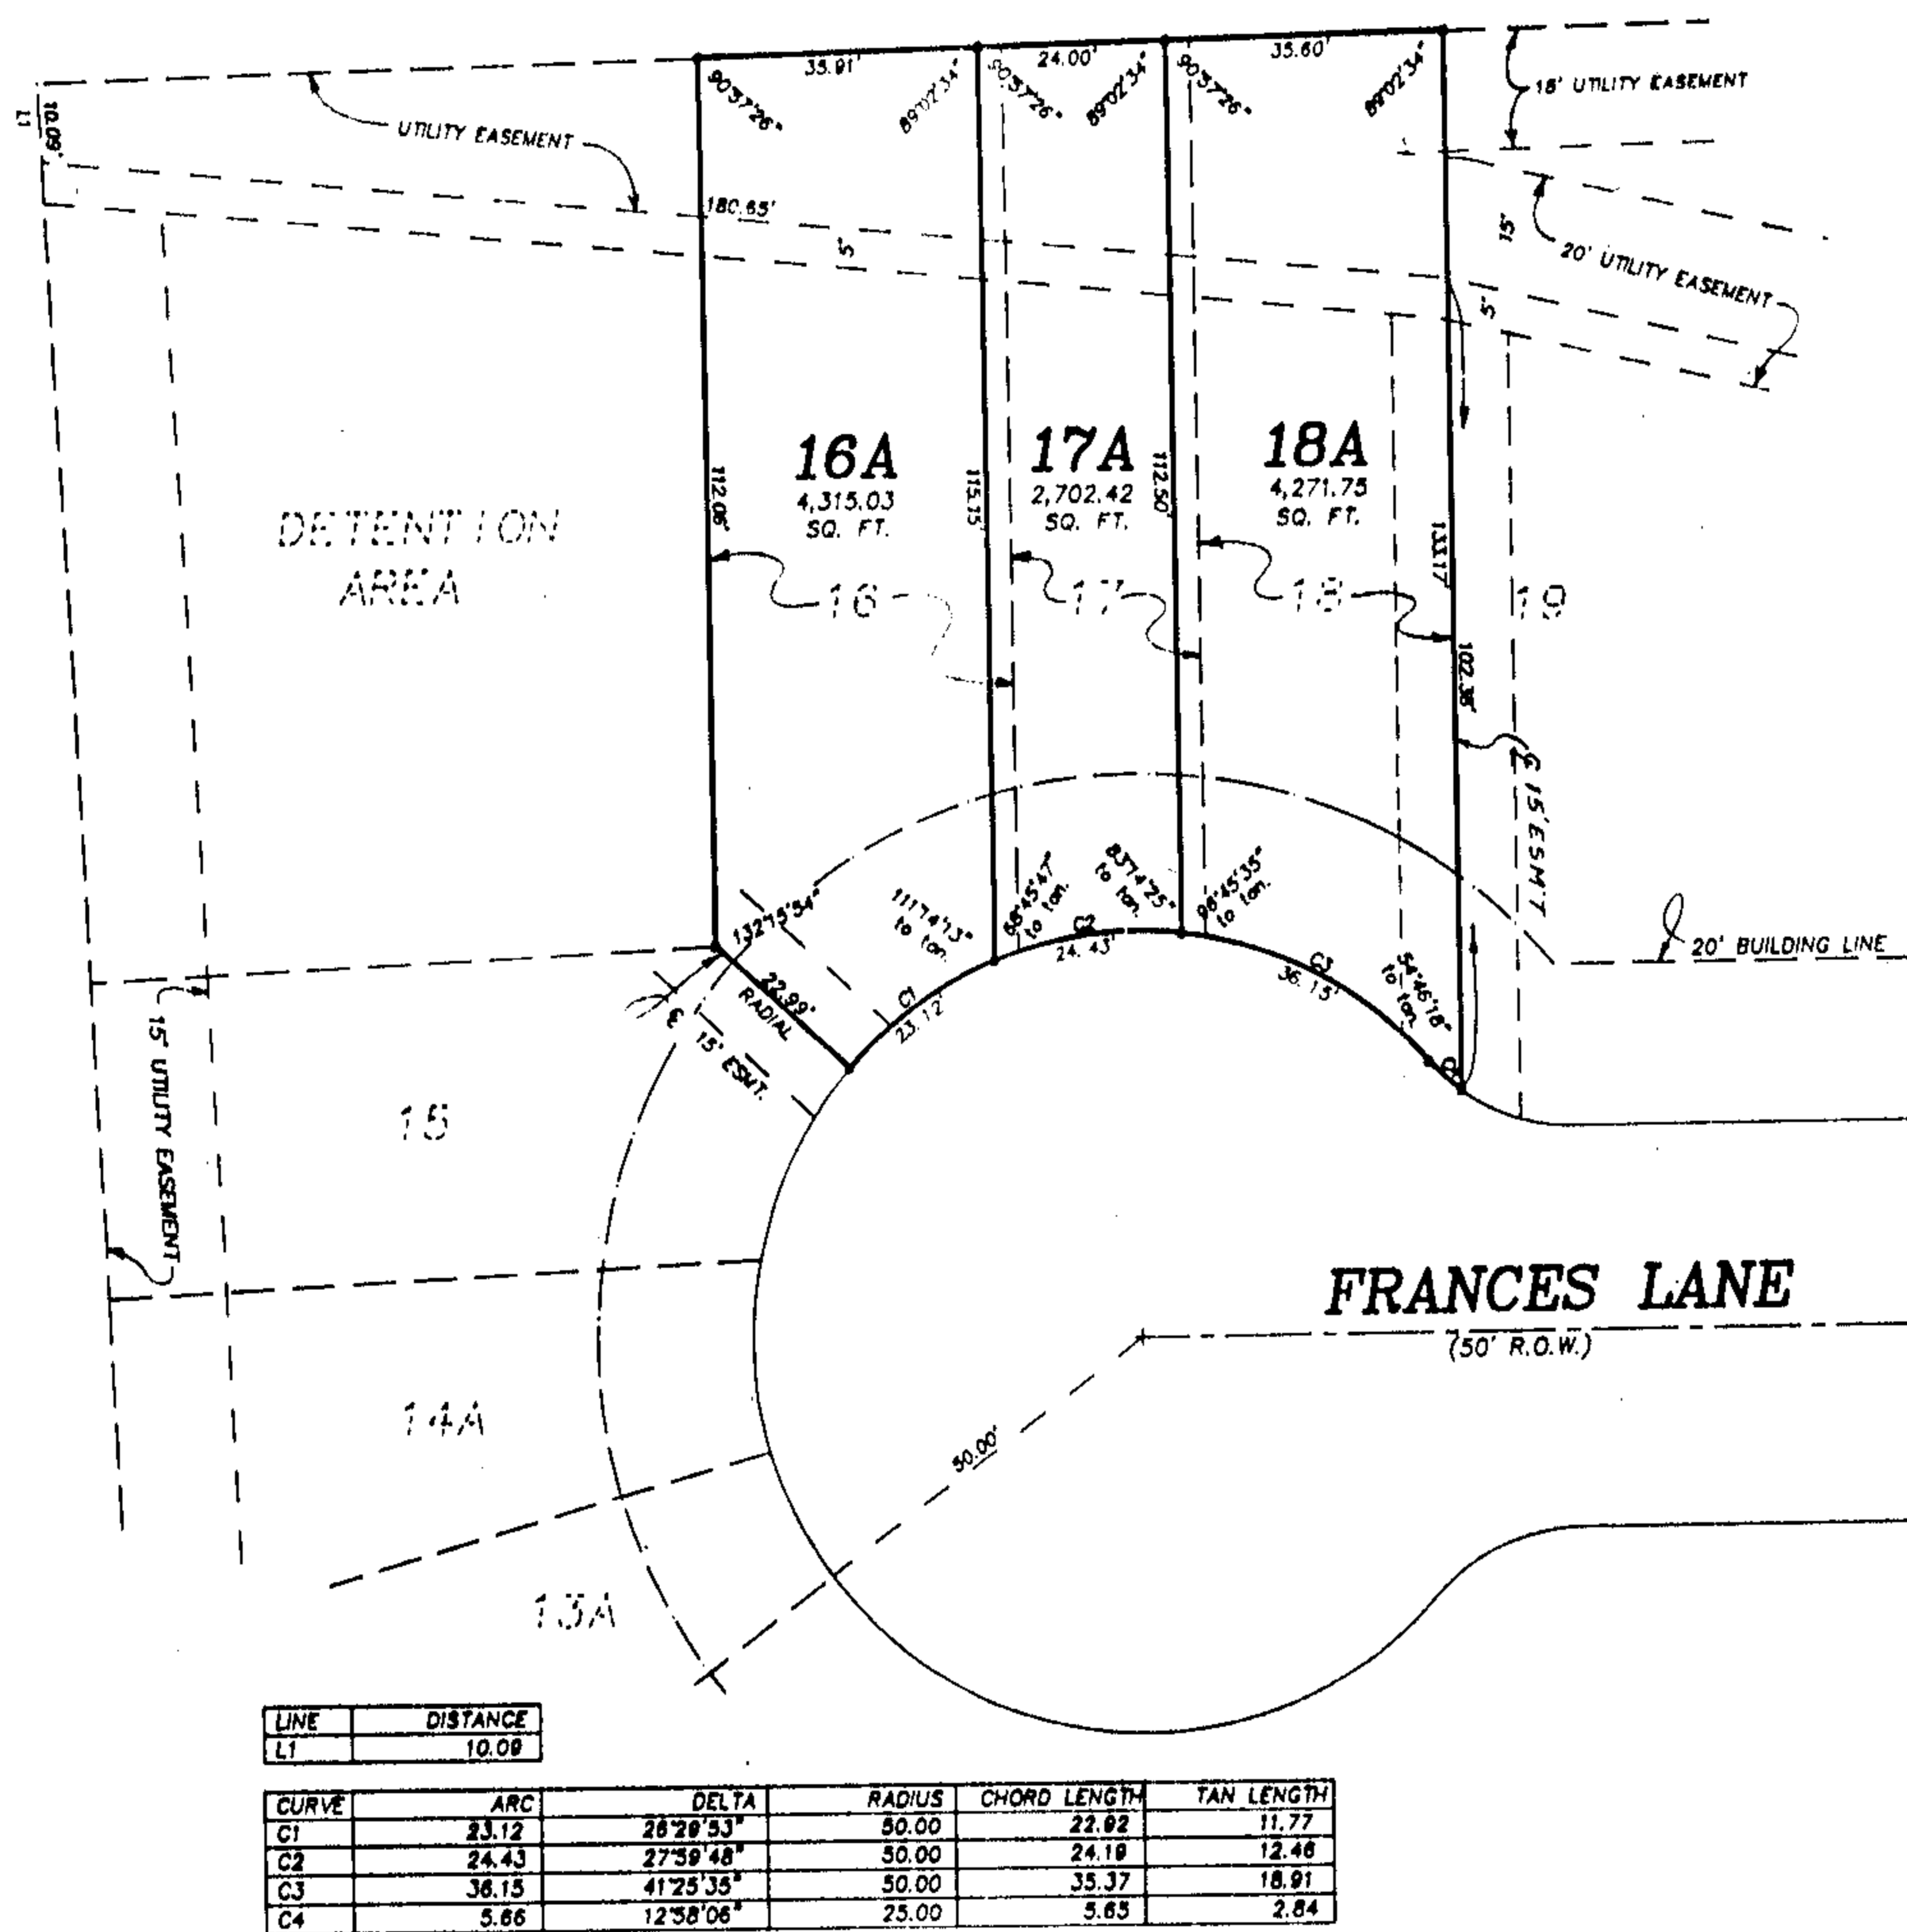 35.91'
24.00'
35.60'
90°37'26"
89°02'34"
90°37'26"
89°02'34"
90°37'26"
89°02'34"
18' UTILITY EASEMENT
10.09'
L1
UTILITY EASEMENT
180.65'
5'
15'
20' UTILITY EASEMENT
5'
16A
4,315.03
SQ. FT.
17A
2,702.42
SQ. FT.
18A
4,271.75
SQ. FT.
112.06'
115.15'
112.50'
133.17'
102.38'
DETENTION
AREA
16
17
18
19
℄ 15' ESM'T
132°15'54"
111°14'13"
to tan.
68°45'47"
to tan.
83°14'25"
to tan.
96°45'35"
to tan.
54°46'18"
to tan.
22.99'
RADIAL
℄ 15' ESMT.
C1
23.12'
C2
24.43'
C3
36.15'
20' BUILDING LINE
15
15' UTILITY EASEMENT
14A
13A
FRANCES LANE
(50' R.O.W.)
50.00'
LINE DISTANCE
L1 10.09
CURVE ARC DELTA RADIUS CHORD LENGTH TAN LENGTH
C1 23.12 26°29'53" 50.00 22.92 11.77
C2 24.43 27°59'48" 50.00 24.19 12.46
C3 36.15 41°25'35" 50.00 35.37 18.91
C4 5.66 12°58'06" 25.00 5.65 2.84